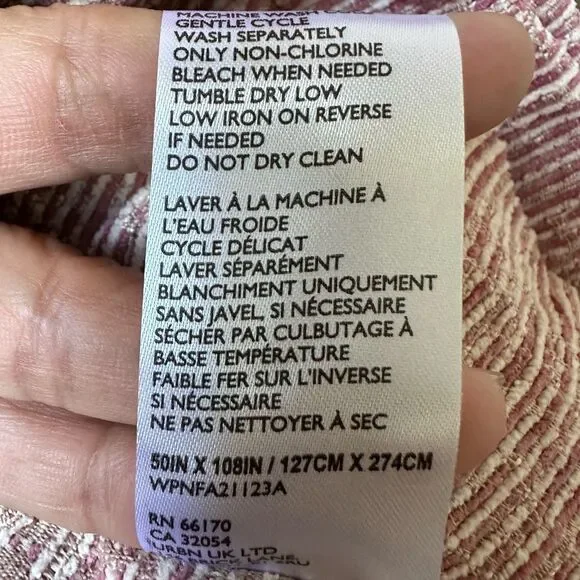 MACHINE WASH
GENTLE CYCLE
WASH SEPARATELY
ONLY NON-CHLORINE
BLEACH WHEN NEEDED
TUMBLE DRY LOW
LOW IRON ON REVERSE
IF NEEDED
DO NOT DRY CLEAN
LAVER À LA MACHINE À
L'EAU FROIDE
CYCLE DÉLICAT
LAVER SÉPARÉMENT
BLANCHIMENT UNIQUEMENT
SANS JAVEL, SI NÉCESSAIRE
SÉCHER PAR CULBUTAGE À
BASSE TEMPÉRATURE
FAIBLE FER SUR L'INVERSE
SI NÉCESSAIRE
NE PAS NETTOYER À SEC
50IN X 108IN / 127CM X 274CM
WPNFA21123A
RN 66170
CA 32054
URBN UK LTD